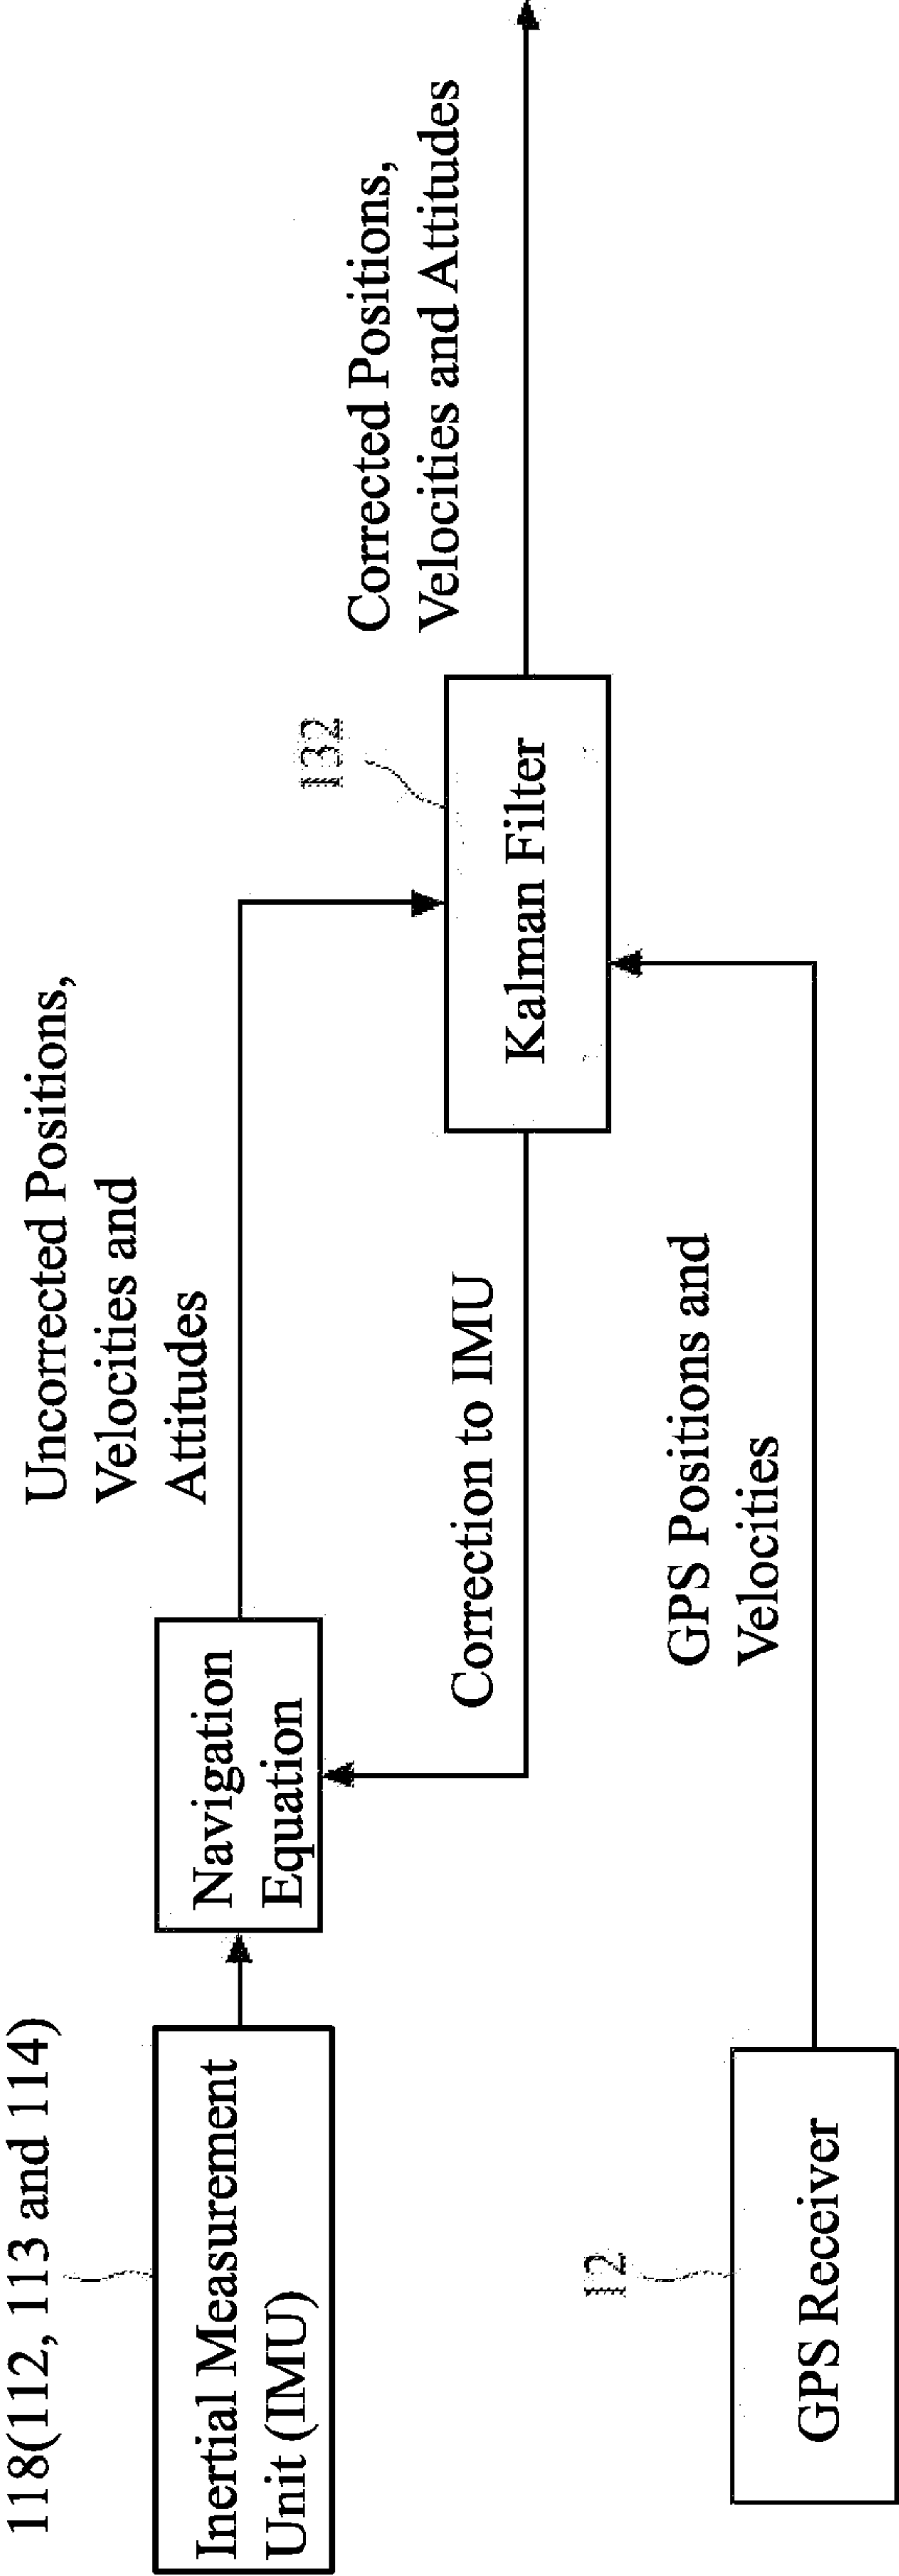 118(112, 113 and 114)
Inertial Measurement
Unit (IMU)
Navigation
Equation
Uncorrected Positions,
Velocities and
Attitudes
Correction to IMU
132
Kalman Filter
Corrected Positions,
Velocities and Attitudes
12
GPS Receiver
GPS Positions and
Velocities